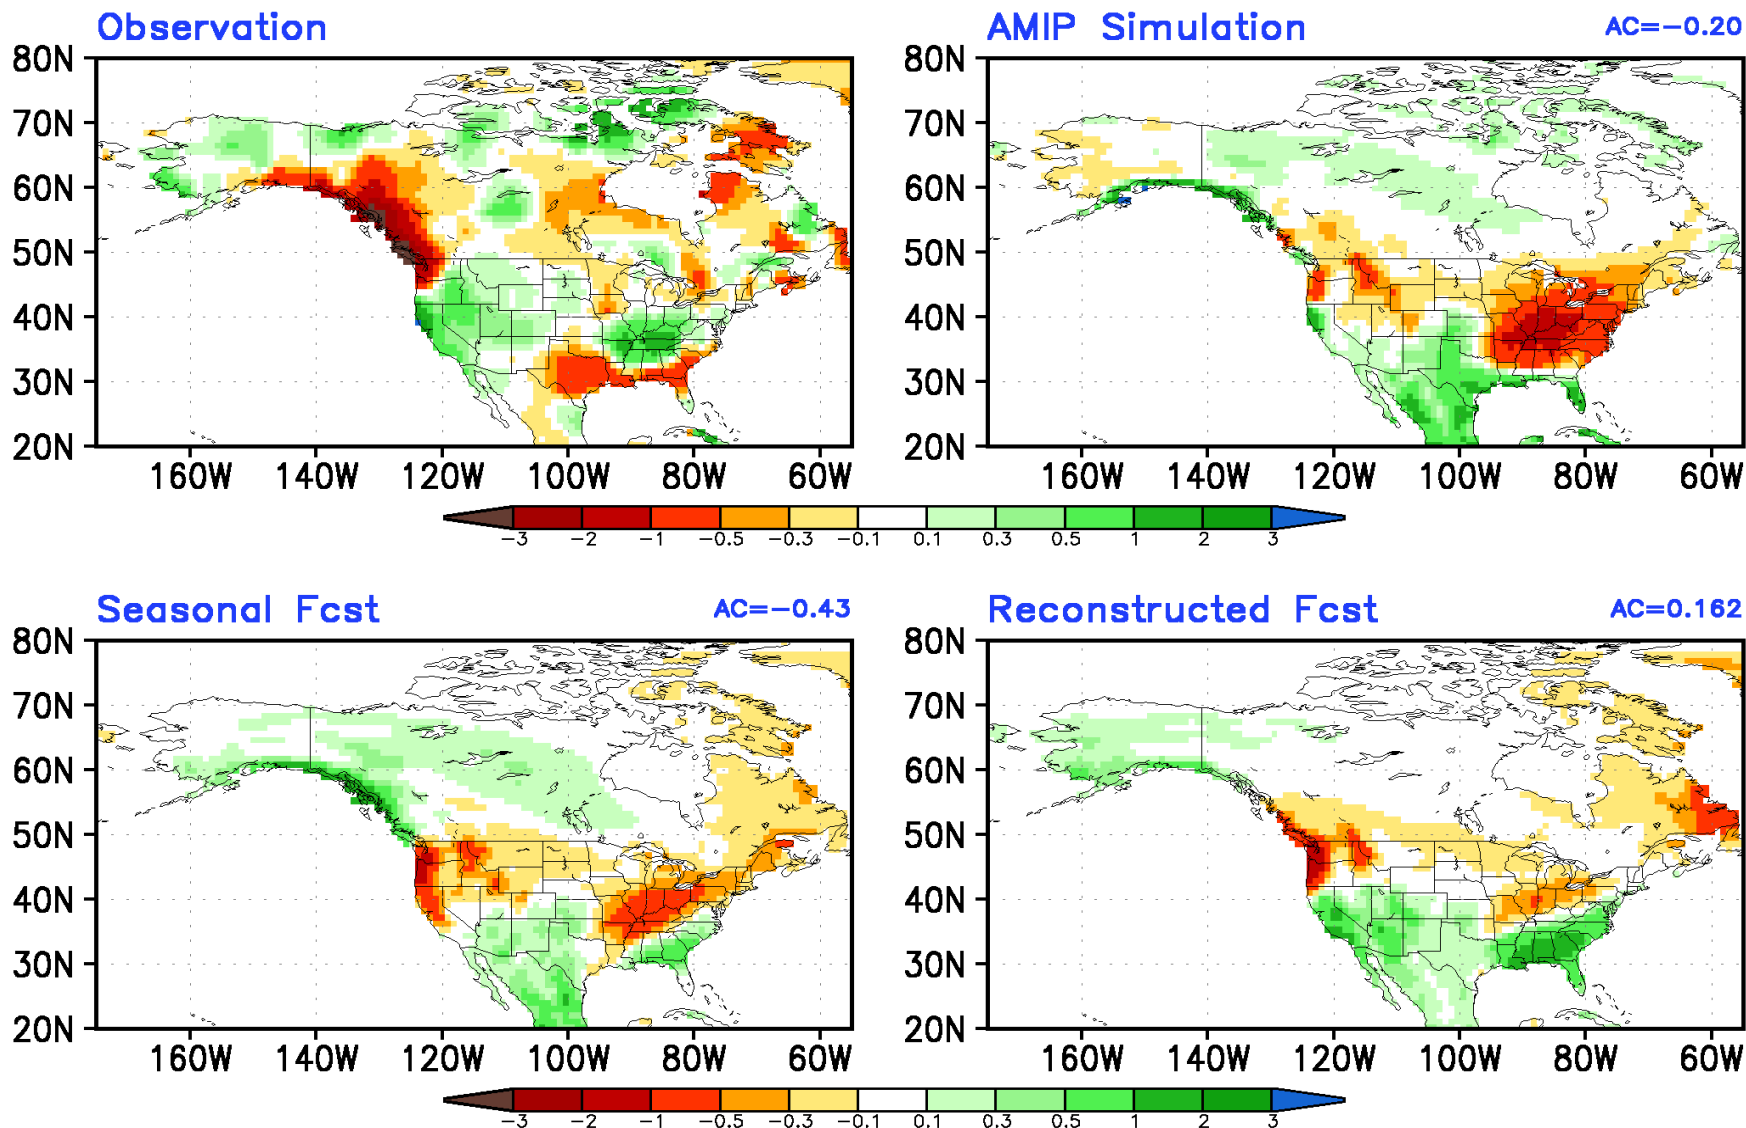 Observation
AMIP Simulation
AC=-0.20
80N
70N
60N
50N
40N
30N
20N
160W 140W 120W 100W 80W 60W
80N
70N
60N
50N
40N
30N
20N
160W 140W 120W 100W 80W 60W
-3 -2 -1 -0.5 -0.3 -0.1 0.1 0.3 0.5 1 2 3
Seasonal Fcst
AC=-0.43
Reconstructed Fcst
AC=0.162
80N
70N
60N
50N
40N
30N
20N
160W 140W 120W 100W 80W 60W
80N
70N
60N
50N
40N
30N
20N
160W 140W 120W 100W 80W 60W
-3 -2 -1 -0.5 -0.3 -0.1 0.1 0.3 0.5 1 2 3